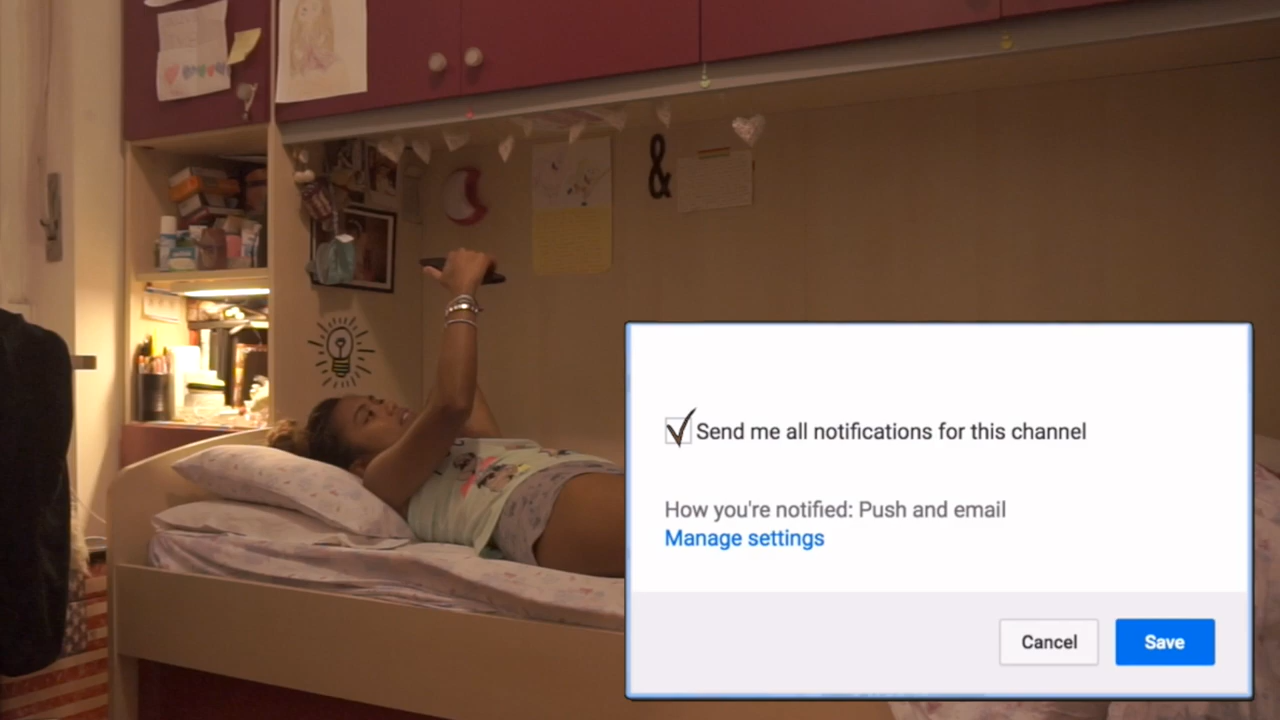 &
Send me all notifications for this channel
How you're notified: Push and email
Manage settings
Cancel
Save